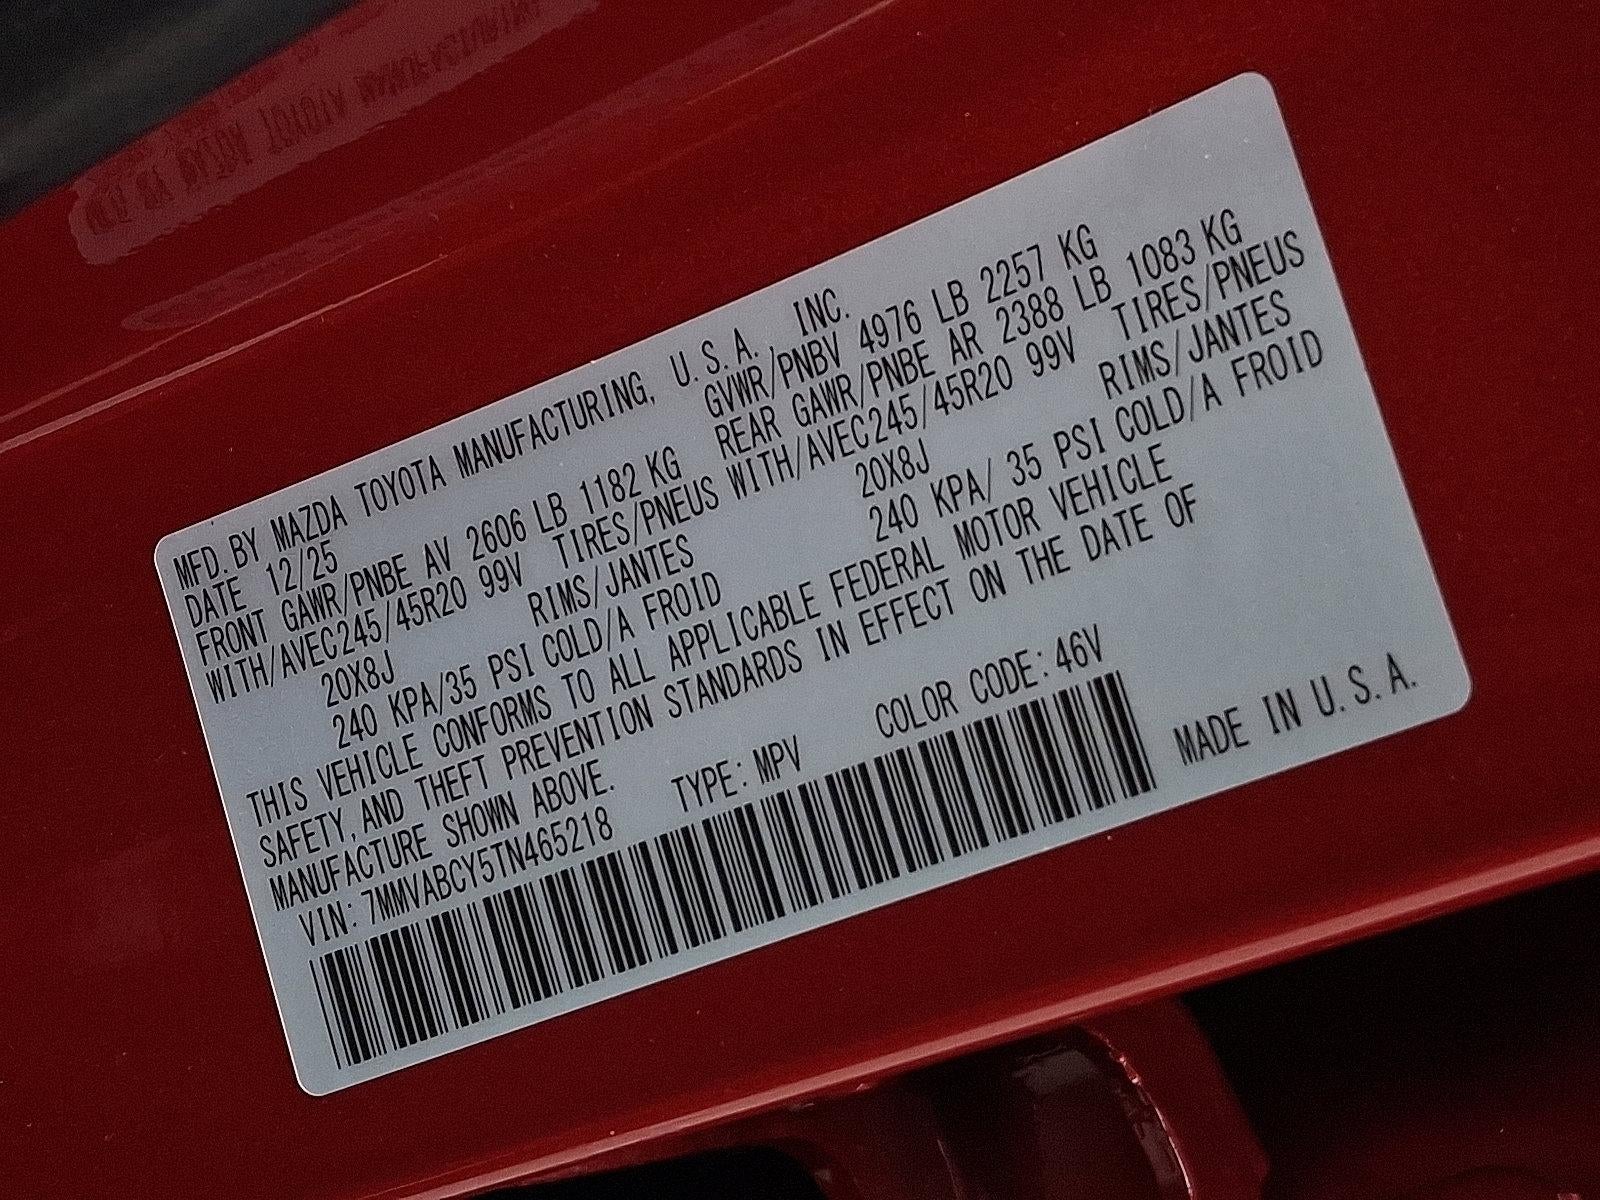 MFD. BY MAZDA TOYOTA MANUFACTURING, U.S.A. INC.
DATE 12/25 GVWR/PNBV 4976 LB 2257 KG
FRONT GAWR/PNBE AV 2606 LB 1182 KG REAR GAWR/PNBE AR 2388 LB 1083 KG
WITH/AVEC245/45R20 99V TIRES/PNEUS WITH/AVEC245/45R20 99V TIRES/PNEUS
20X8J RIMS/JANTES 20X8J RIMS/JANTES
240 KPA/35 PSI COLD/A FROID 240 KPA/ 35 PSI COLD/A FROID
THIS VEHICLE CONFORMS TO ALL APPLICABLE FEDERAL MOTOR VEHICLE
SAFETY, AND THEFT PREVENTION STANDARDS IN EFFECT ON THE DATE OF
MANUFACTURE SHOWN ABOVE.
VIN: 7MMVABCY5TN465218 TYPE: MPV COLOR CODE: 46V
MADE IN U.S.A.